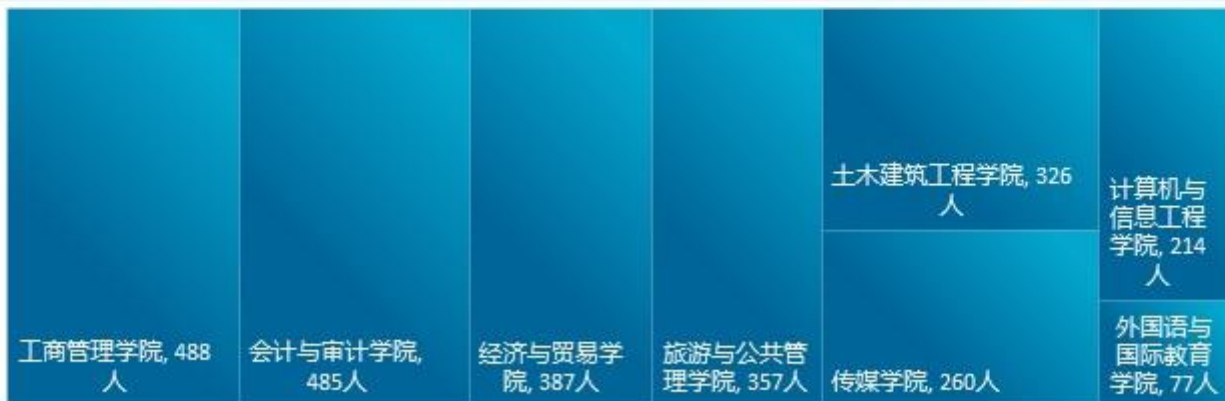 工商管理学院, 488
人
会计与审计学院,
485人
经济与贸易学
院, 387人
旅游与公共管
理学院, 357人
土木建筑工程学院, 326
人
传媒学院, 260人
计算机与
信息工程
学院, 214
人
外国语与
国际教育
学院, 77人